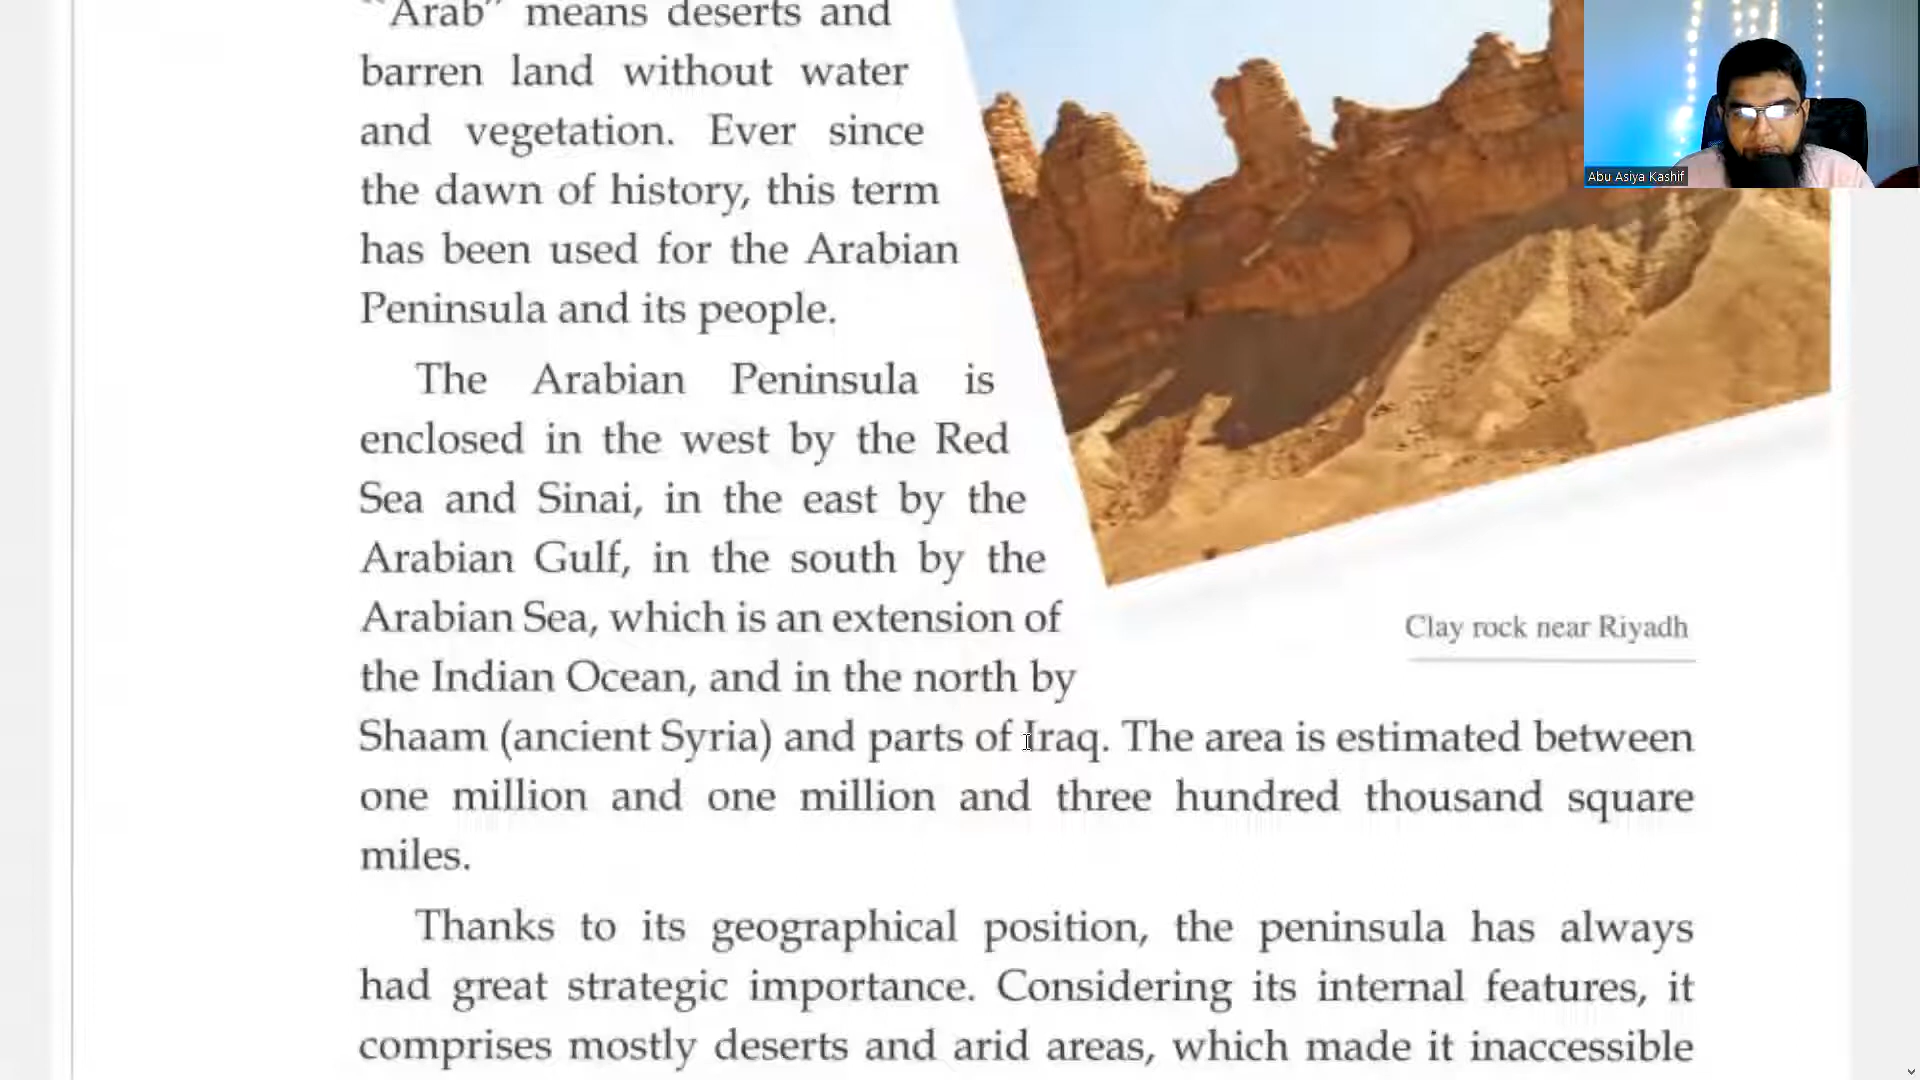 "Arab" means deserts and
barren land without water
and vegetation. Ever since
the dawn of history, this term
has been used for the Arabian
Peninsula and its people.
The Arabian Peninsula is
enclosed in the west by the Red
Sea and Sinai, in the east by the
Arabian Gulf, in the south by the
Arabian Sea, which is an extension of
the Indian Ocean, and in the north by
Shaam (ancient Syria) and parts of Iraq. The area is estimated between
one million and one million and three hundred thousand square
miles.
Thanks to its geographical position, the peninsula has always
had great strategic importance. Considering its internal features, it
comprises mostly deserts and arid areas, which made it inaccessible
Clay rock near Riyadh
Abu Asiya Kashif